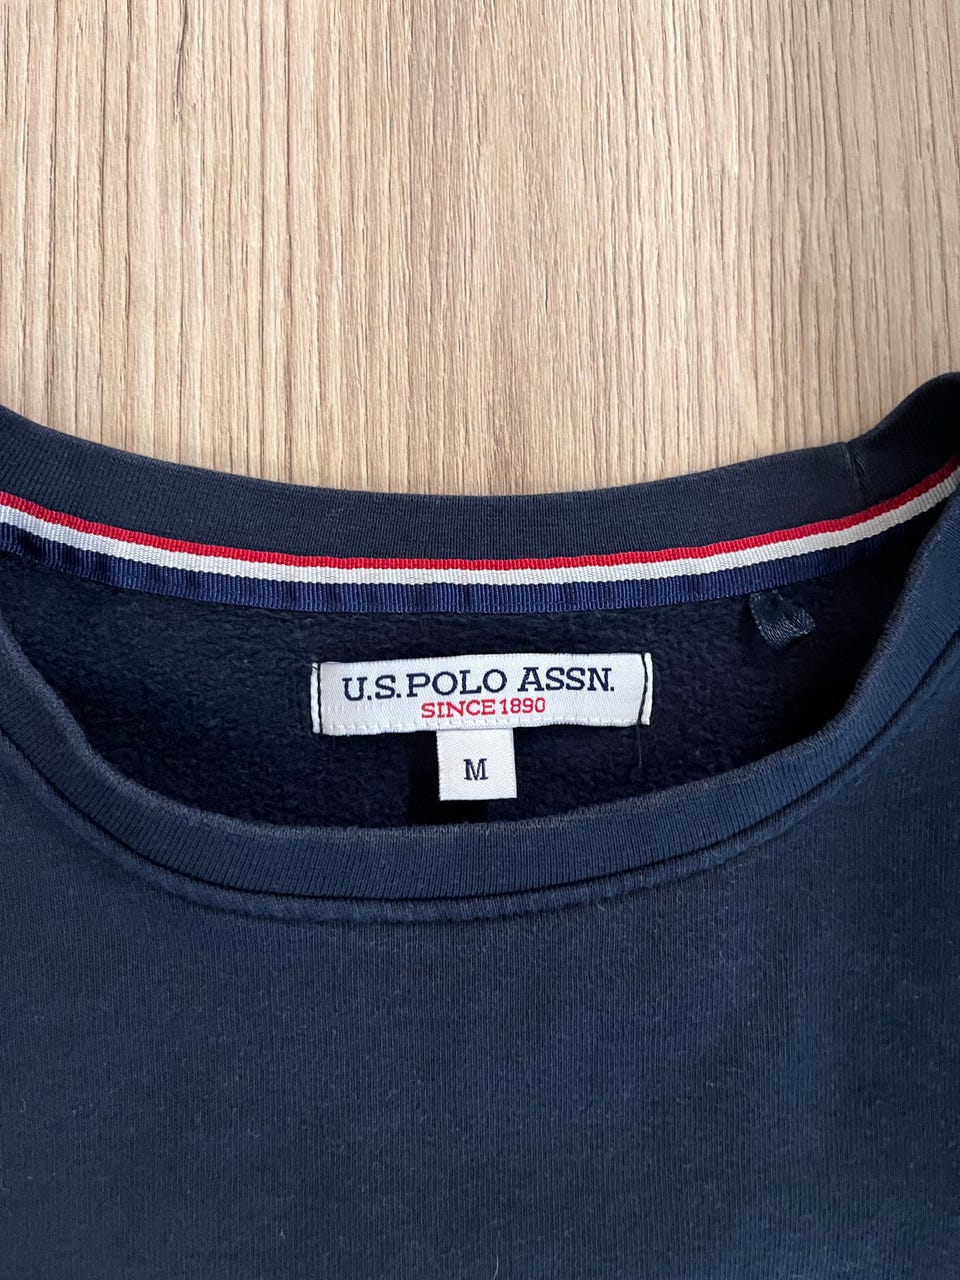 U.S. POLO ASSN.
SINCE 1890
M